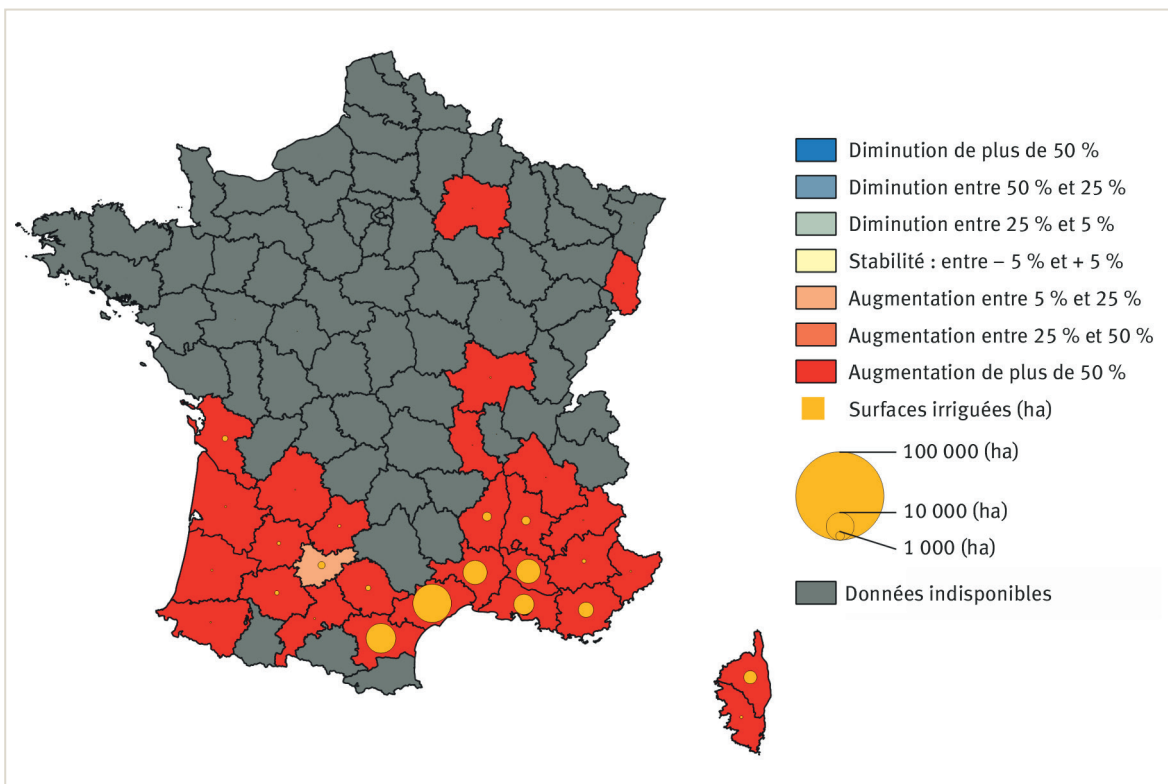 Diminution de plus de 50 %
Diminution entre 50 % et 25 %
Diminution entre 25 % et 5 %
Stabilité : entre – 5 % et + 5 %
Augmentation entre 5 % et 25 %
Augmentation entre 25 % et 50 %
Augmentation de plus de 50 %
Surfaces irriguées (ha)
100 000 (ha)
10 000 (ha)
1 000 (ha)
Données indisponibles